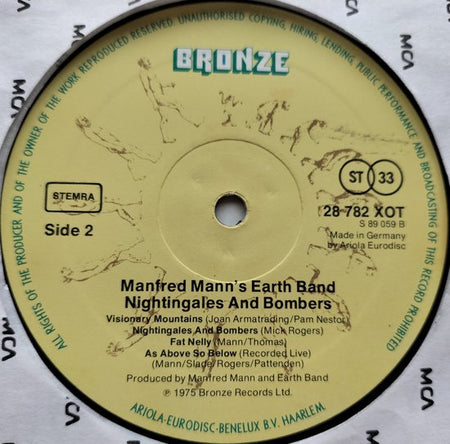 ALL RIGHTS OF THE PRODUCER AND OF THE OWNER OF THE WORK REPRODUCED RESERVED UNAUTHORISED COPYING, HIRING, LENDING, PUBLIC PERFORMANCE AND BROADCASTING OF THIS RECORD PROHIBITED
BRONZE
STEMRA
ST 33
Side 2
28 782 XOT
S 89 059 B
Made in Germany
by Ariola Eurodisc
Manfred Mann's Earth Band
Nightingales And Bombers
Visionary Mountains (Joan Armatrading/Pam Nestor)
Nightingales And Bombers (Mick Rogers)
Fat Nelly (Mann/Thomas)
As Above So Below (Recorded Live)
(Mann/Slade/Rogers/Pattenden)
Produced by Manfred Mann and Earth Band
℗ 1975 Bronze Records Ltd.
ARIOLA-EURODISC-BENELUX B.V. HAARLEM
MCA
MCA
MCA
MCA
MCA
MCA
MCA